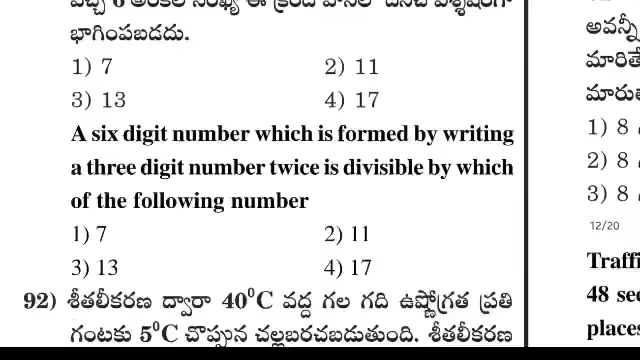 భాగింపబడదు.
1) 7 2) 11
3) 13 4) 17
A six digit number which is formed by writing
a three digit number twice is divisible by which
of the following number
1) 7 2) 11
3) 13 4) 17
92) శీతలీకరణ ద్వారా 40⁰C వద్ద గల గది ఉష్ణోగ్రత ప్రతి
గంటకు 5⁰C చొప్పున చల్లబరచబడుతుంది. శీతలీకరణ
అవన్నీ
మారితే
1) 8
2) 8
3) 8
12/20
Traffi
48 sec
places